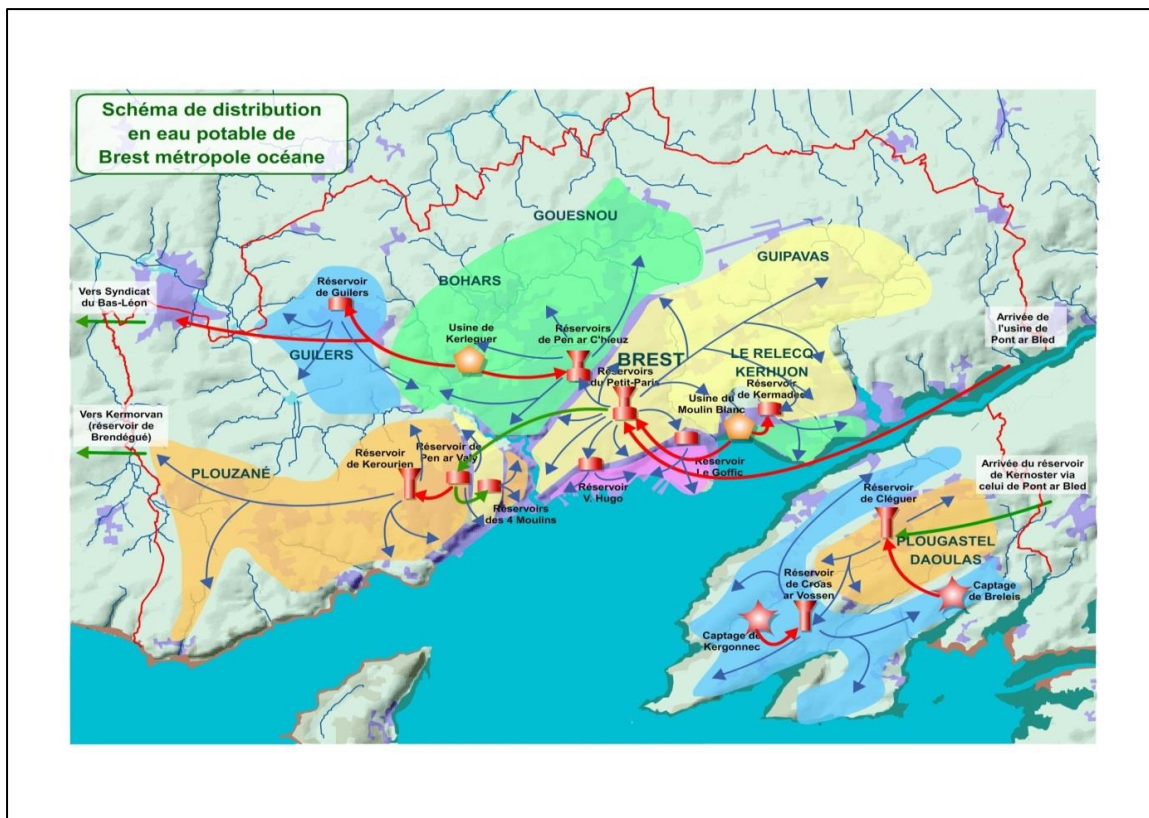 Schéma de distribution
en eau potable de
Brest métropole océane
GOUESNOU
GUIPAVAS
BOHARS
Réservoir
de Guilers
Vers Syndicat
du Bas-Léon
Usine de
Kerleguer
Réservoirs
de Pen ar C'hleuz
Arrivée de
l'usine de
Pont ar Bled
GUILERS
BREST
LE RELECQ
KERHUON
Réservoirs
du Petit-Paris
Usine du
Moulin Blanc
Réservoir
de Kermadec
Vers Kermorvan
(réservoir de
Brendégué)
PLOUZANÉ
Réservoir
de Kerourien
Réservoir de
Pen ar Valy
Réservoir
Le Goffic
Réservoir
V. Hugo
Réservoirs
des 4 Moulins
Arrivée du réservoir
de Kernoster via
celui de Pont ar Bled
Réservoir
de Cléguer
PLOUGASTEL
DAOULAS
Réservoir
de Croas
ar Vossen
Captage
de Breleis
Captage de
Kergonnec